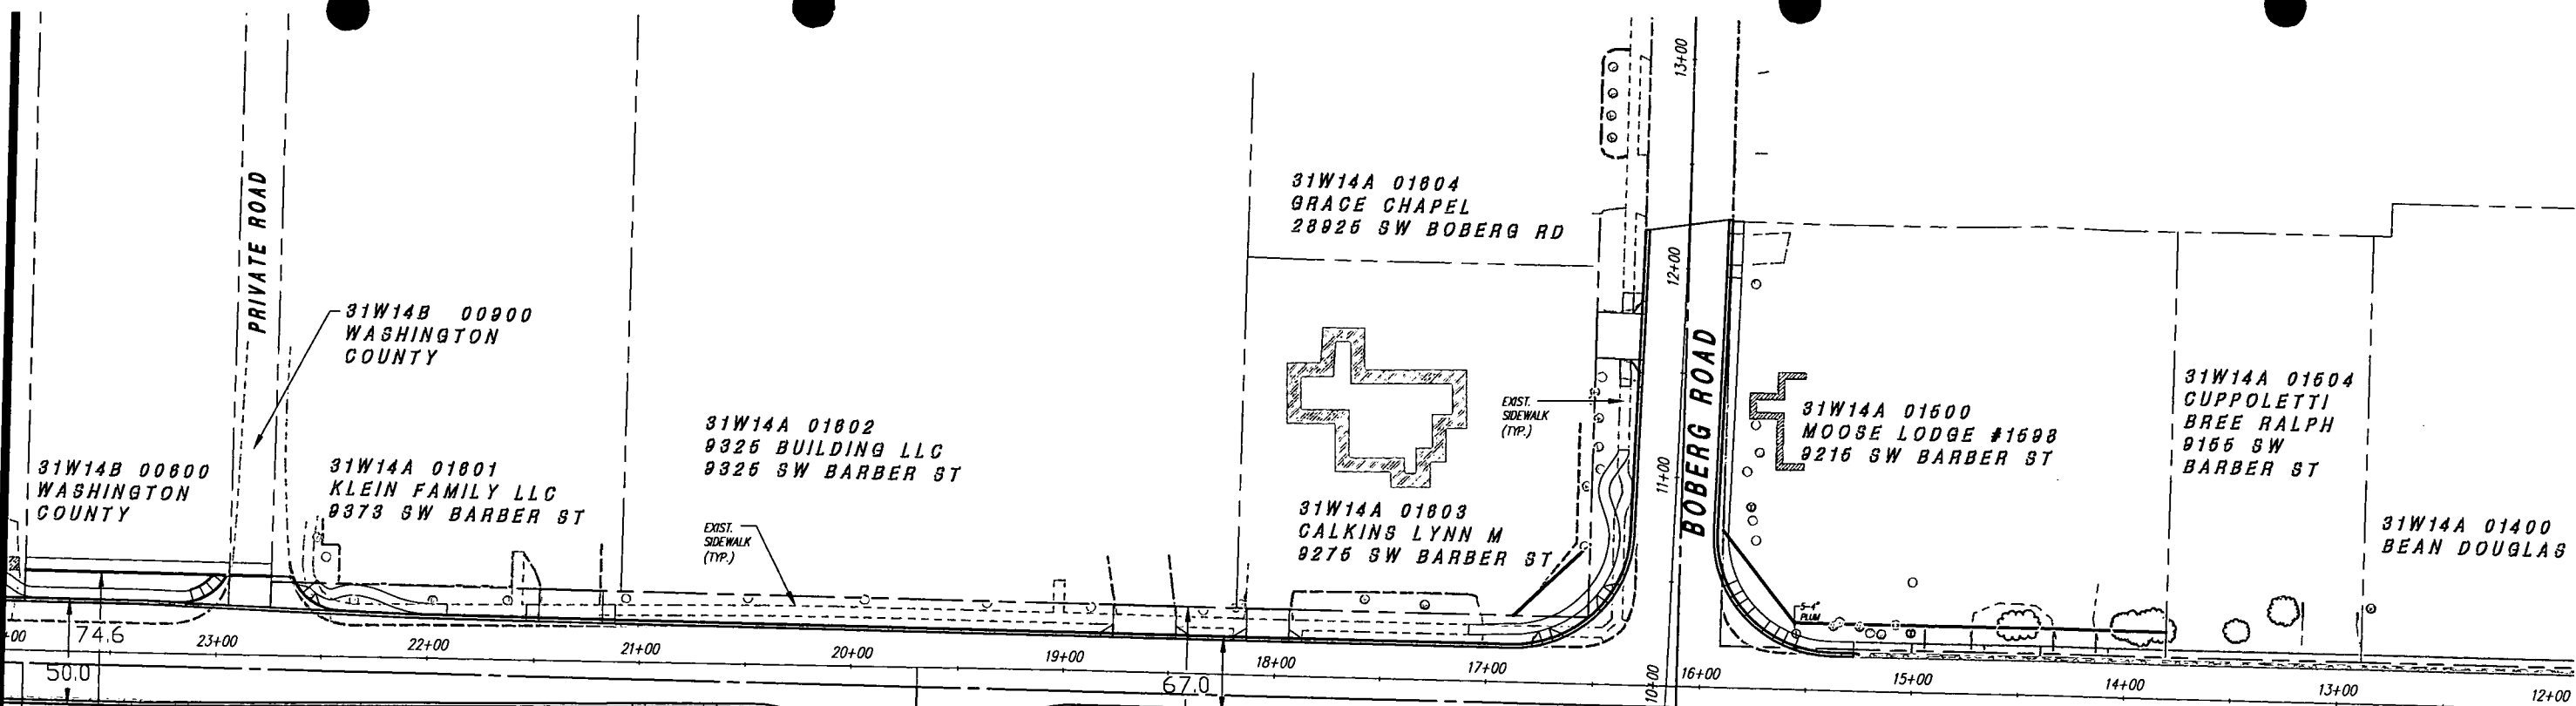 PRIVATE ROAD
31W14B 00900
WASHINGTON
COUNTY
31W14B 00600
WASHINGTON
COUNTY
31W14A 01601
KLEIN FAMILY LLC
9373 SW BARBER ST
31W14A 01602
9325 BUILDING LLC
9325 SW BARBER ST
EXIST.
SIDEWALK
(TYP.)
31W14A 01604
GRACE CHAPEL
28925 SW BOBERG RD
31W14A 01603
CALKINS LYNN M
9275 SW BARBER ST
EXIST.
SIDEWALK
(TYP.)
BOBERG ROAD
13+00
12+00
11+00
10+00
31W14A 01500
MOOSE LODGE #1598
9215 SW BARBER ST
31W14A 01504
CUPPOLETTI
BREE RALPH
9155 SW
BARBER ST
31W14A 01400
BEAN DOUGLAS
5-4"
PLUM
+00
74.6
50.0
67.0
23+00
22+00
21+00
20+00
19+00
18+00
17+00
16+00
15+00
14+00
13+00
12+00